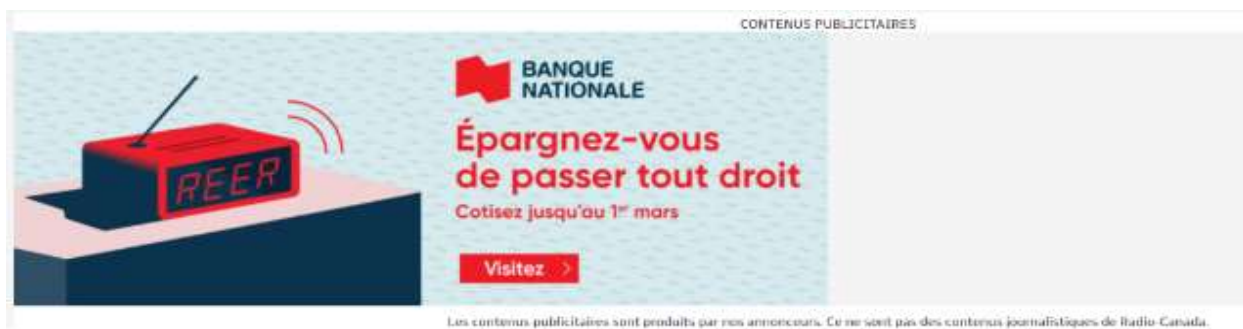 CONTENUS PUBLICITAIRES
BANQUE
NATIONALE
Épargnez-vous
de passer tout droit
Cotisez jusqu'au 1er mars
REER
Visitez >
Les contenus publicitaires sont produits par nos annonceurs. Ce ne sont pas des contenus journalistiques de Radio-Canada.